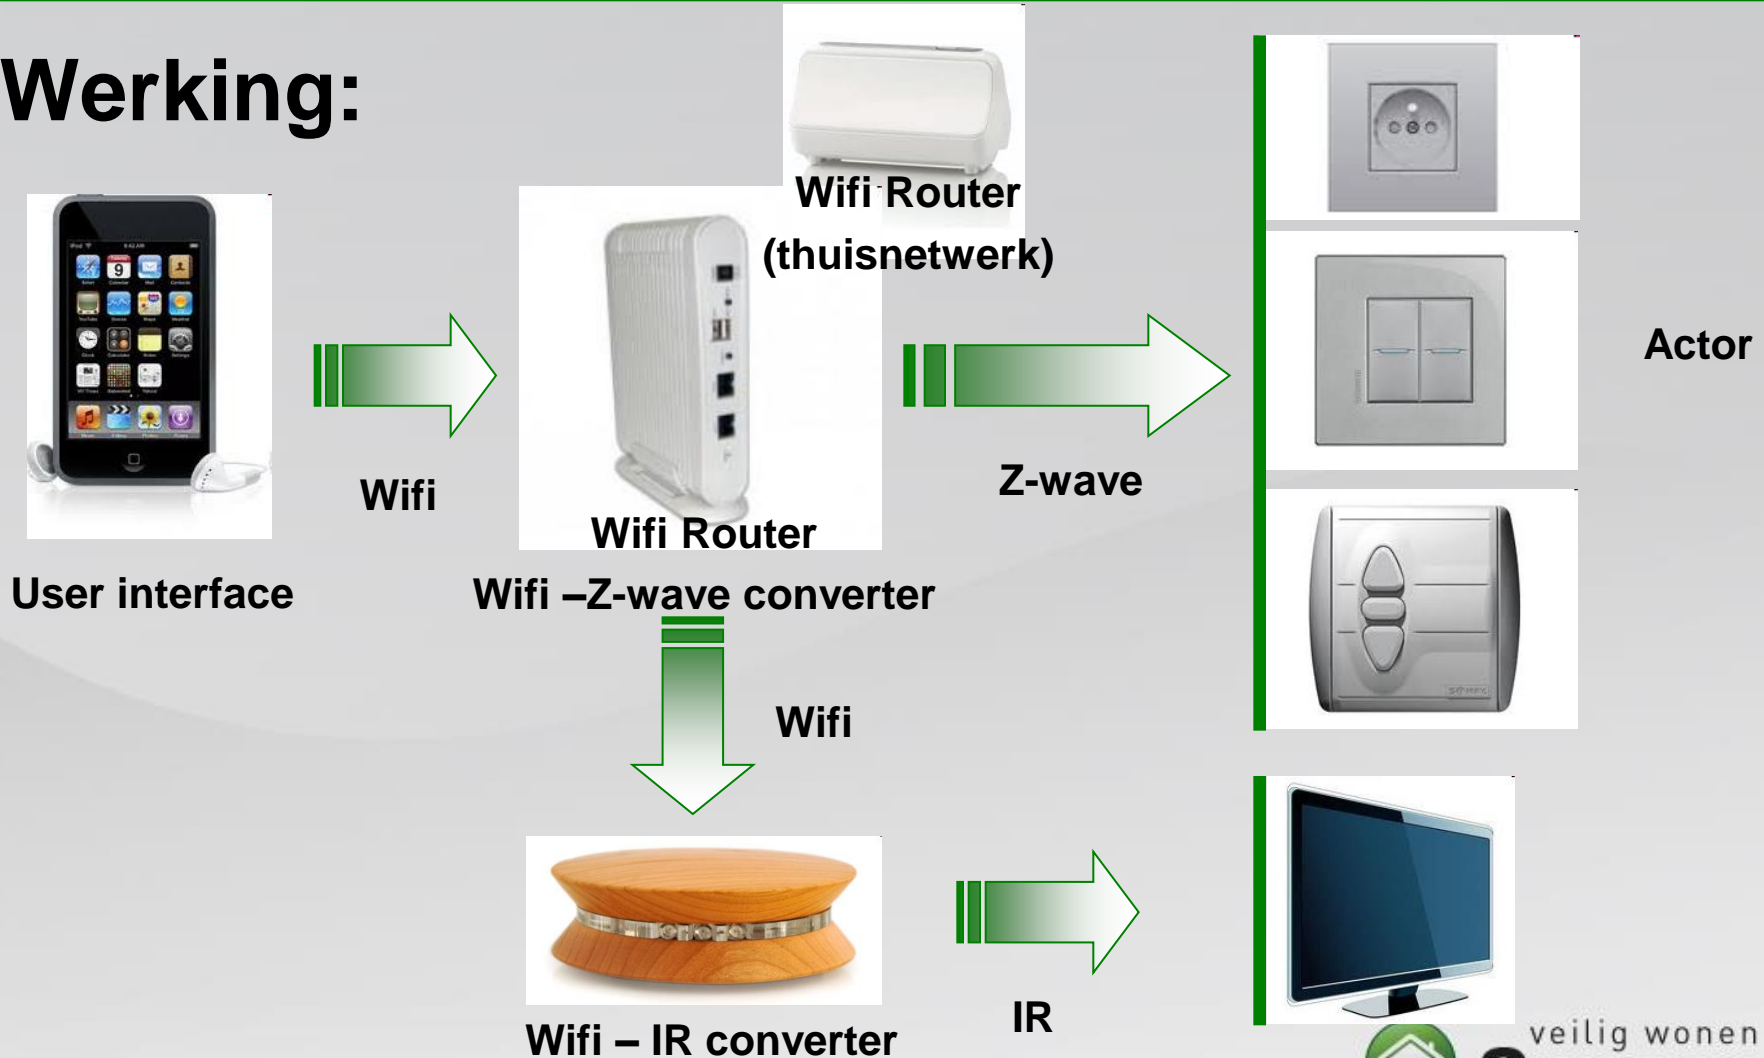 Werking:
Wifi Router
(thuisnetwerk)
Actor
Wifi
Z-wave
Wifi Router
User interface
Wifi –Z-wave converter
Wifi
SOMFY
IR
Wifi – IR converter
veilig wonen